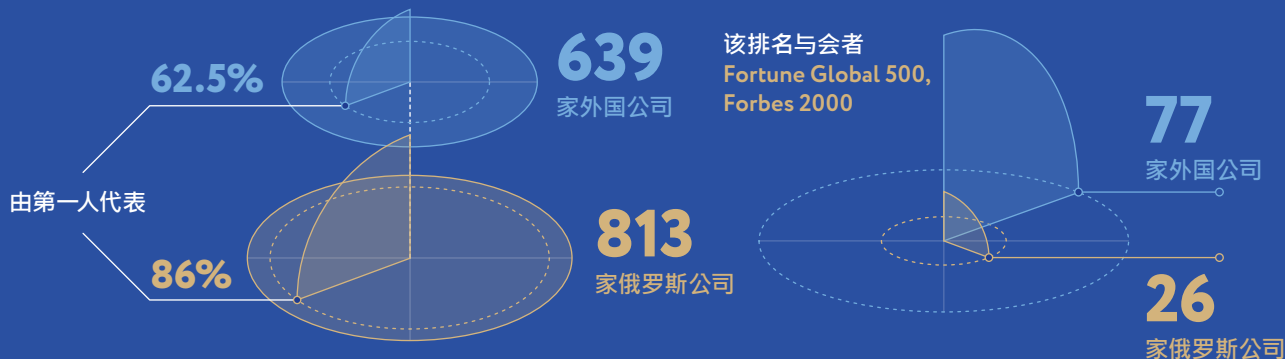 62.5%
639
家外国公司
由第一人代表
86%
813
家俄罗斯公司
该排名与会者
Fortune Global 500,
Forbes 2000
77
家外国公司
26
家俄罗斯公司